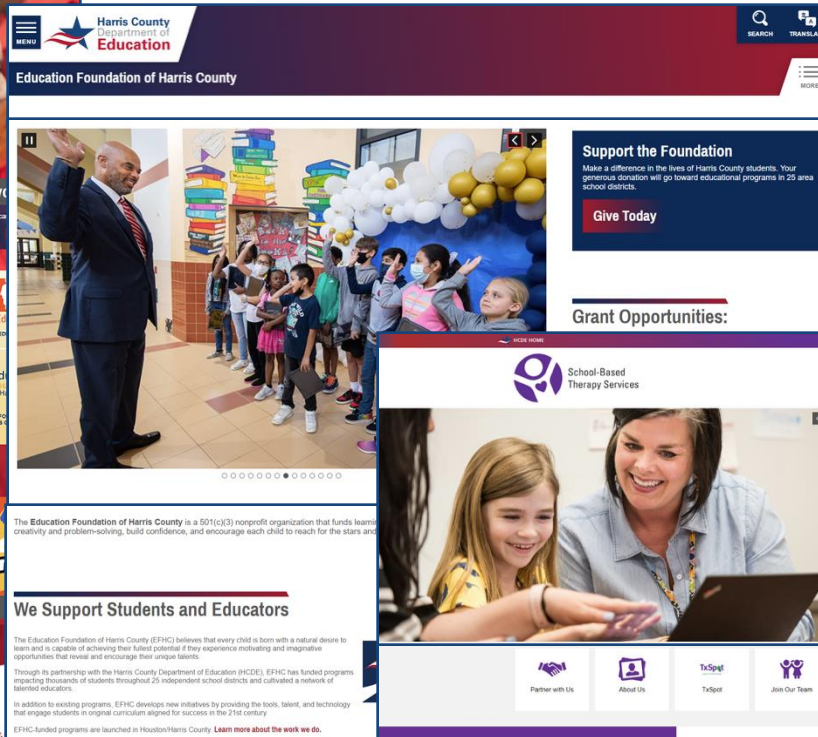 MENU
Harris County
Department of
Education
SEARCH
Education Foundation of Harris County
MORE
Support the Foundation
Make a difference in the lives of Harris County students. Your
generous donation will go toward educational programs in 25 area
school districts.
Give Today
Grant Opportunities:
HCDE HOME
School-Based
Therapy Services
The Education Foundation of Harris County is a 501(c)(3) nonprofit organization that funds
creativity and problem-solving, build confidence, and encourage each child to reach for the stars and
We Support Students and Educators
The Education Foundation of Harris County (EFHC) believes that every child is born with a natural desire to
learn and is capable of achieving their fullest potential if they experience motivating and imaginative
opportunities that reveal and encourage their unique talents.
Through its partnership with the Harris County Department of Education (HCDE), EFHC has funded programs
impacting thousands of students throughout 25 independent school districts and cultivated a network of
talented educators.
In addition to existing programs, EFHC develops new initiatives by providing the tools, talent, and technology
that engage students in original curriculum aligned for success in the 21st century.
EFHC-funded programs are launched in Houston/Harris County. Learn more about the work we do.
Partner with Us
About Us
TxSpot
TxSpot
Join Our Team